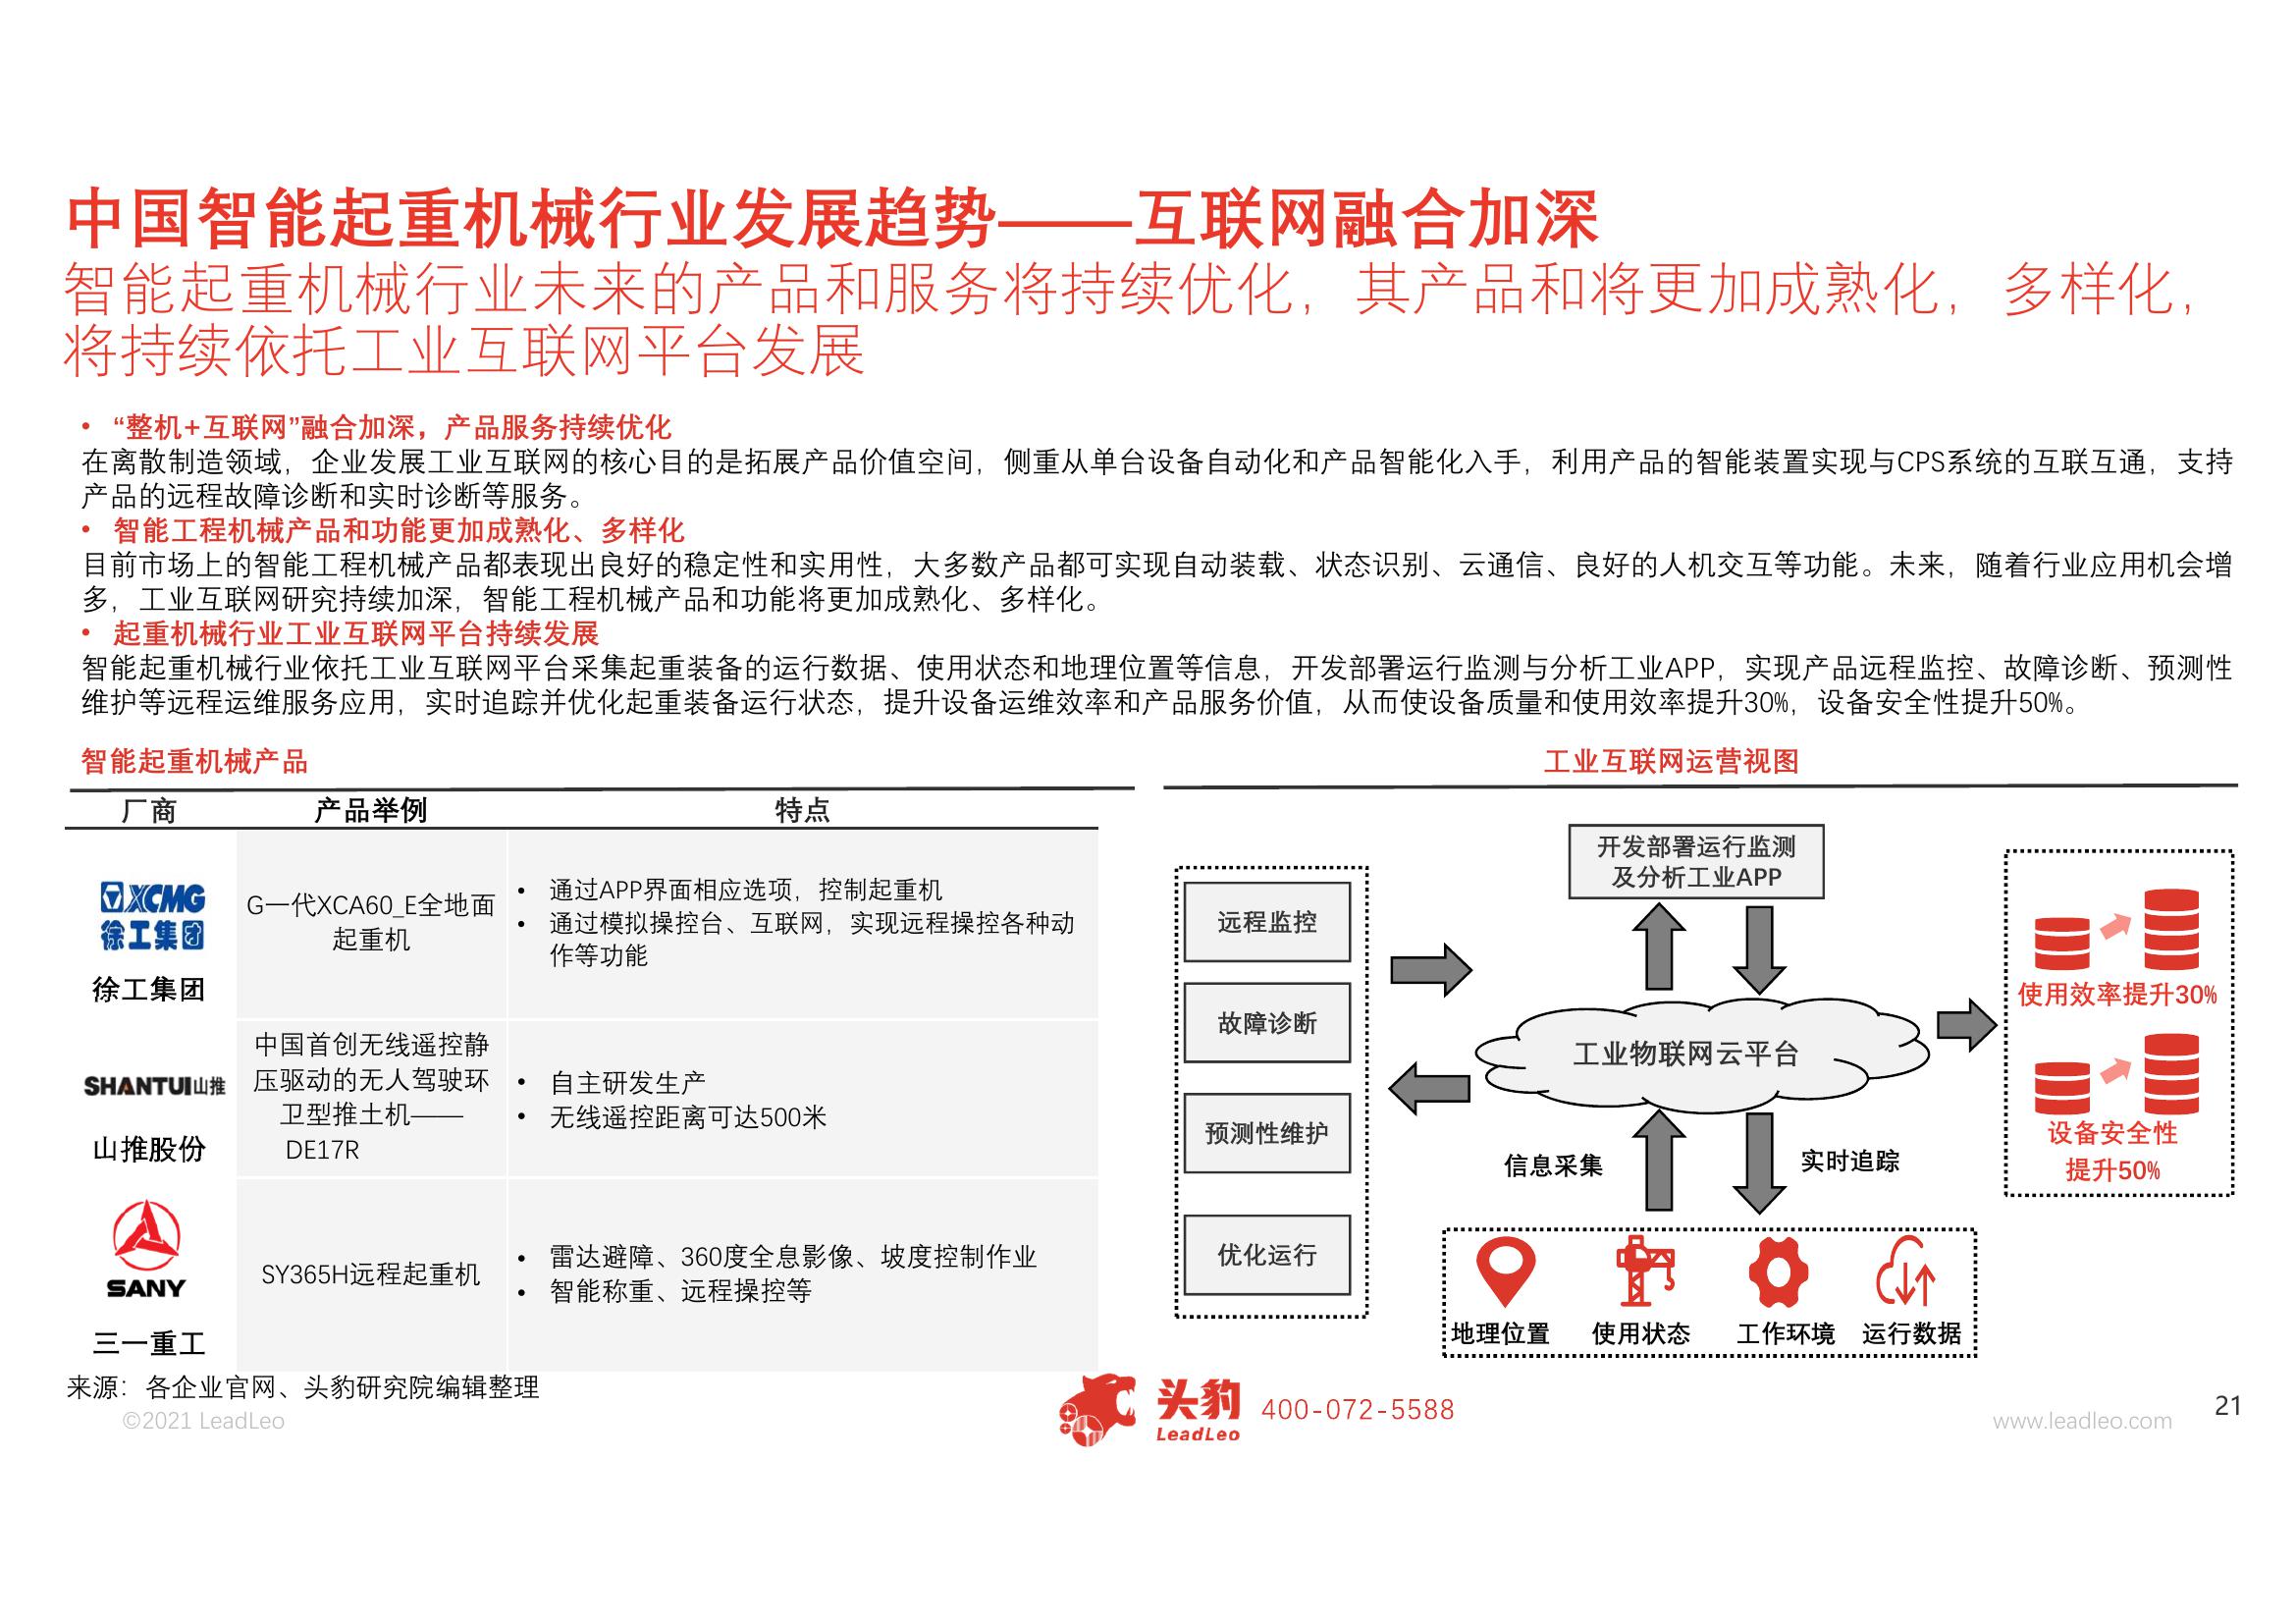 中国智能起重机械行业发展趋势——互联网融合加深
智能起重机械行业未来的产品和服务将持续优化，其产品和将更加成熟化，多样化，
将持续依托工业互联网平台发展
• “整机+互联网”融合加深，产品服务持续优化
在离散制造领域，企业发展工业互联网的核心目的是拓展产品价值空间，侧重从单台设备自动化和产品智能化入手，利用产品的智能装置实现与CPS系统的互联互通，支持
产品的远程故障诊断和实时诊断等服务。
• 智能工程机械产品和功能更加成熟化、多样化
目前市场上的智能工程机械产品都表现出良好的稳定性和实用性，大多数产品都可实现自动装载、状态识别、云通信、良好的人机交互等功能。未来，随着行业应用机会增
多，工业互联网研究持续加深，智能工程机械产品和功能将更加成熟化、多样化。
• 起重机械行业工业互联网平台持续发展
智能起重机械行业依托工业互联网平台采集起重装备的运行数据、使用状态和地理位置等信息，开发部署运行监测与分析工业APP，实现产品远程监控、故障诊断、预测性
维护等远程运维服务应用，实时追踪并优化起重装备运行状态，提升设备运维效率和产品服务价值，从而使设备质量和使用效率提升30%，设备安全性提升50%。
智能起重机械产品
厂商 产品举例 特点
XCMG
徐工集团
徐工集团
G一代XCA60_E全地面
起重机
• 通过APP界面相应选项，控制起重机
• 通过模拟操控台、互联网，实现远程操控各种动
作等功能
SHANTUI山推
山推股份
中国首创无线遥控静
压驱动的无人驾驶环
卫型推土机——
DE17R
• 自主研发生产
• 无线遥控距离可达500米
SANY
三一重工
SY365H远程起重机
• 雷达避障、360度全息影像、坡度控制作业
• 智能称重、远程操控等
工业互联网运营视图
开发部署运行监测
及分析工业APP
远程监控
故障诊断
预测性维护
优化运行
工业物联网云平台
信息采集
实时追踪
地理位置 使用状态 工作环境 运行数据
使用效率提升30%
设备安全性
提升50%
来源：各企业官网、头豹研究院编辑整理
©2021 LeadLeo
头豹
LeadLeo
400-072-5588
www.leadleo.com
21